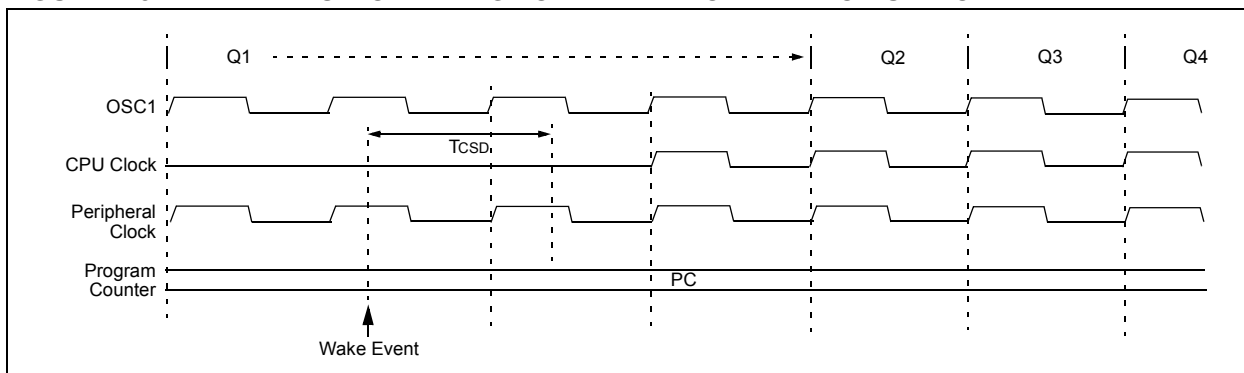 Q1 Q2 Q3 Q4
OSC1
TCSD
CPU Clock
Peripheral
Clock
Program
PC
Counter
Wake Event